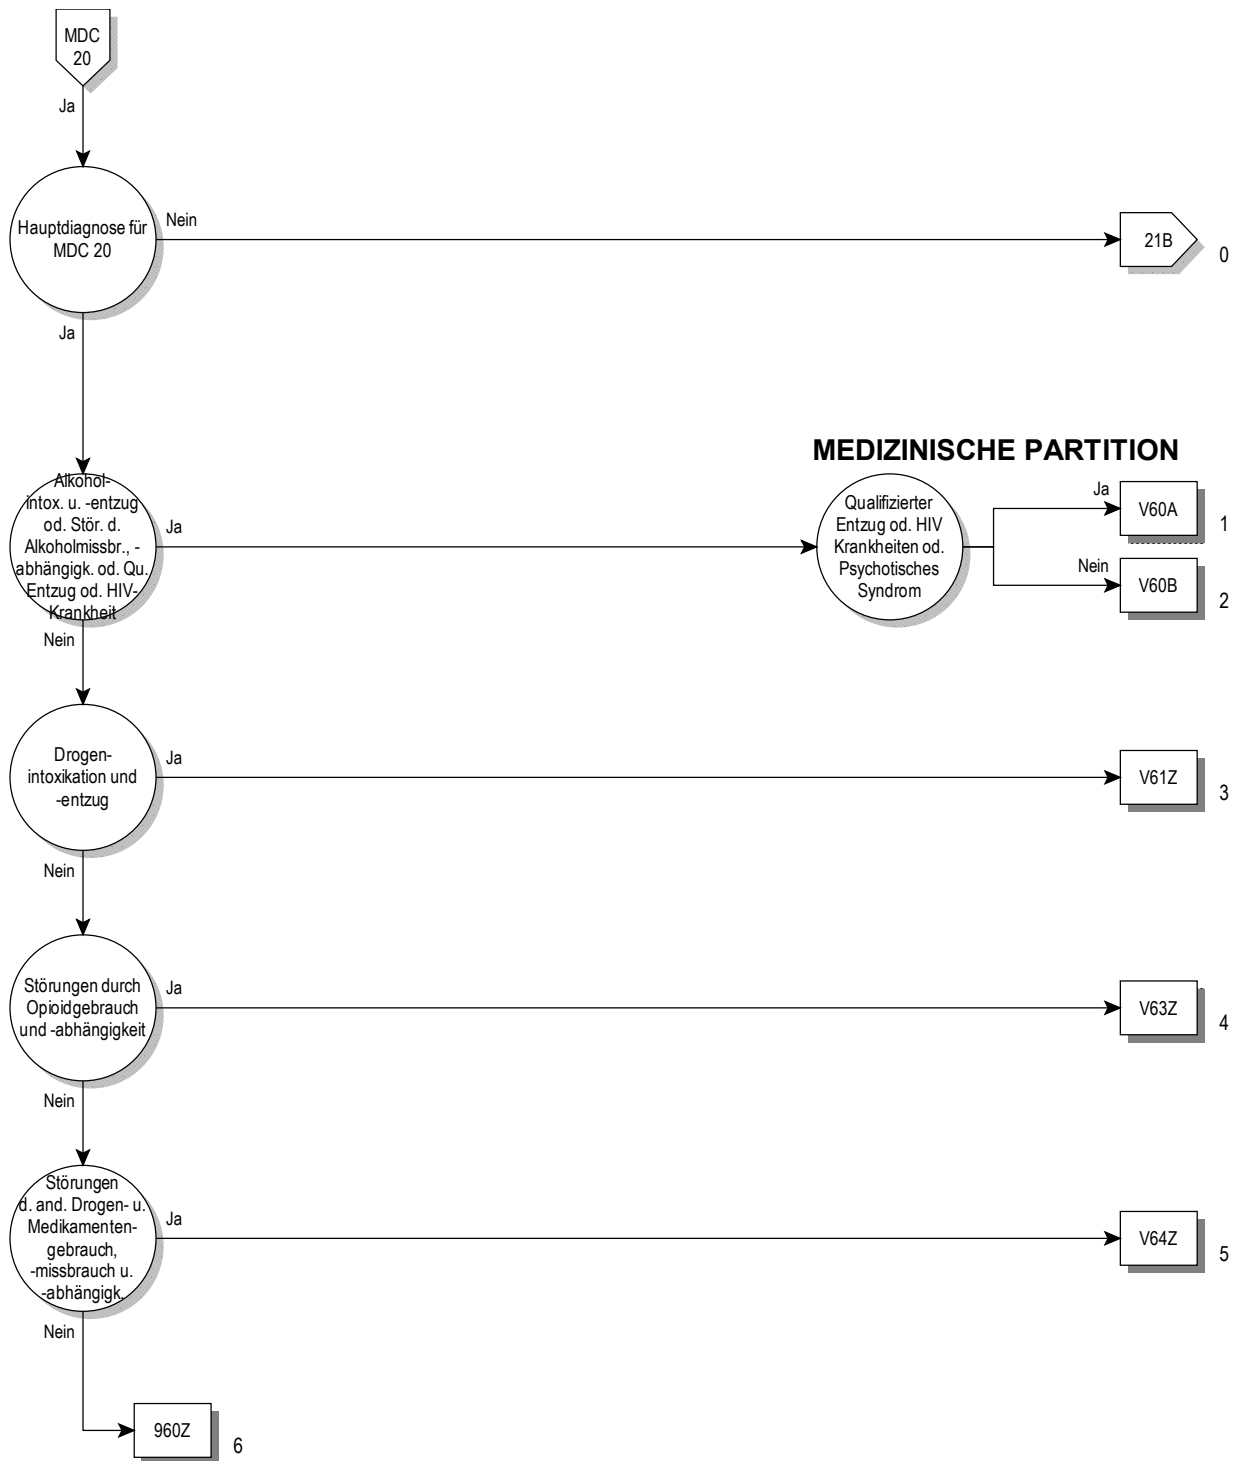 MDC
20
Ja
Hauptdiagnose für
MDC 20
Nein
21B
0
Ja
MEDIZINISCHE PARTITION
Alkohol-
intox. u. -entzug
od. Stör. d.
Alkoholmissbr., -
abhängigk. od. Qu.
Entzug od. HIV-
Krankheit
Ja
Qualifizierter
Entzug od. HIV
Krankheiten od.
Psychotisches
Syndrom
Ja
V60A
1
Nein
V60B
2
Nein
Drogen-
intoxikation und
-entzug
Ja
V61Z
3
Nein
Störungen durch
Opioidgebrauch
und -abhängigkeit
Ja
V63Z
4
Nein
Störungen
d. and. Drogen- u.
Medikamenten-
gebrauch,
-missbrauch u.
-abhängigk.
Ja
V64Z
5
Nein
960Z
6